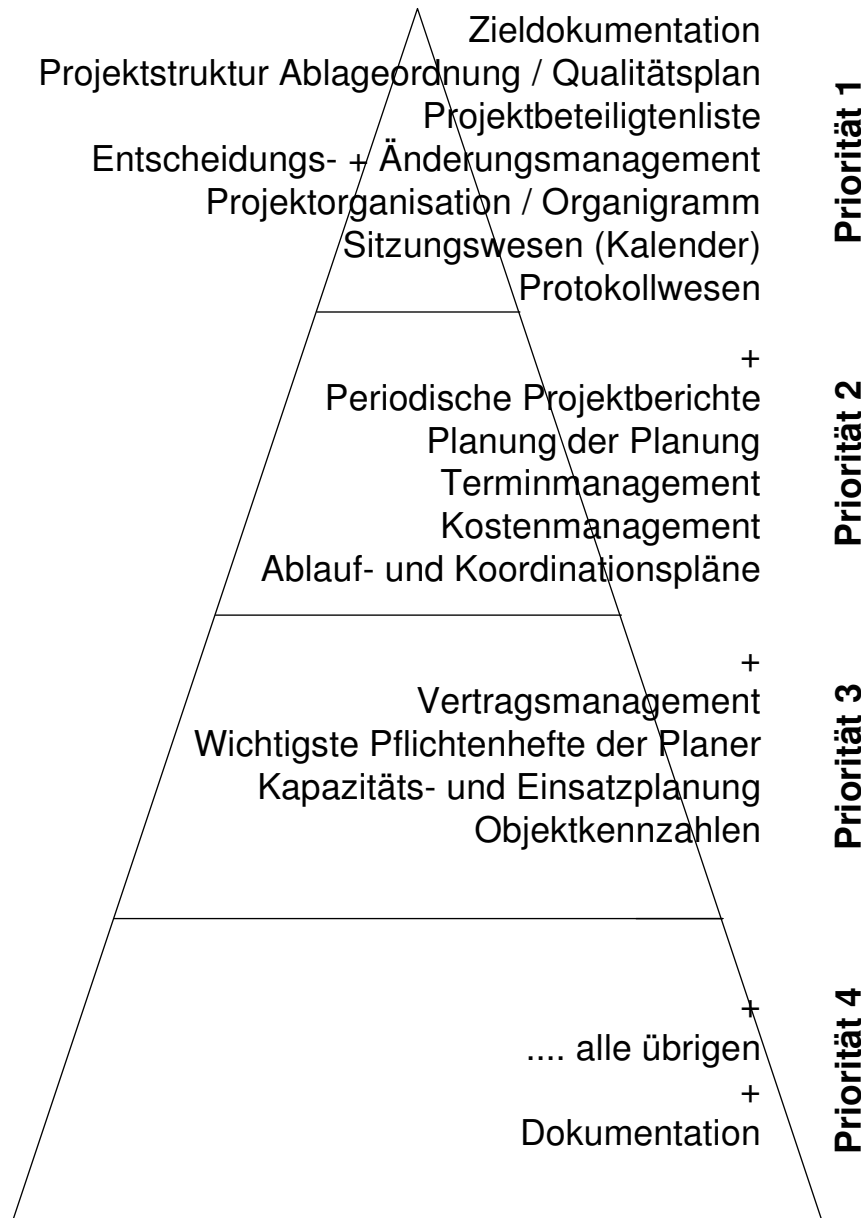 Zieldokumentation
Projektstruktur Ablageordnung / Qualitätsplan
Projektbeteiligtenliste
Entscheidungs- + Änderungsmanagement
Projektorganisation / Organigramm
Sitzungswesen (Kalender)
Protokollwesen
Priorität 1
+
Periodische Projektberichte
Planung der Planung
Terminmanagement
Kostenmanagement
Ablauf- und Koordinationspläne
Priorität 2
+
Vertragsmanagement
Wichtigste Pflichtenhefte der Planer
Kapazitäts- und Einsatzplanung
Objektkennzahlen
Priorität 3
+
.... alle übrigen
+
Dokumentation
Priorität 4